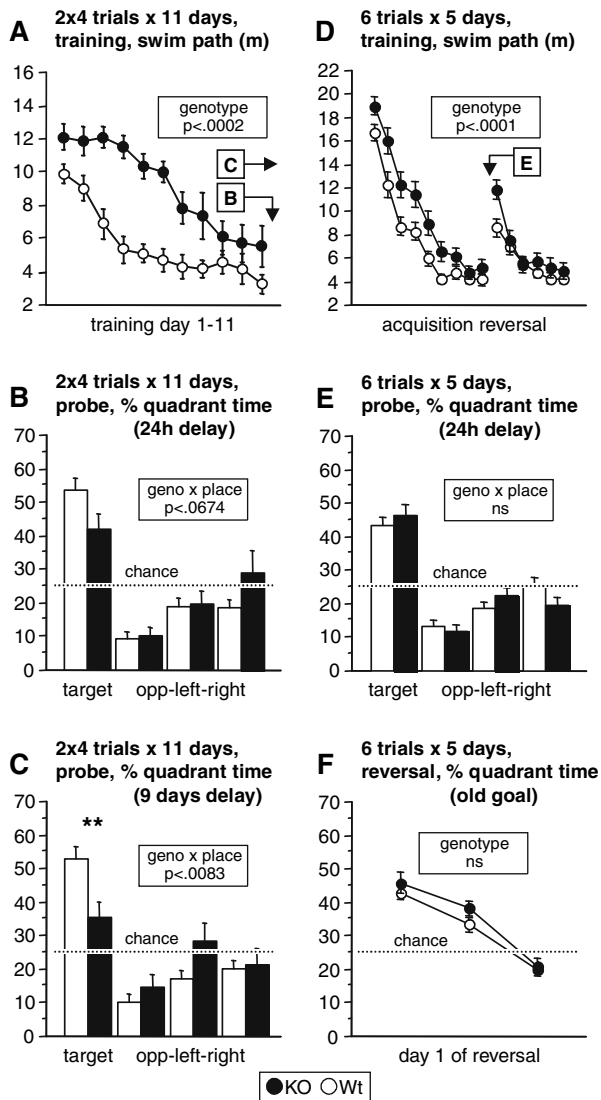 A
2x4 trials x 11 days,
training, swim path (m)
16
14
12
10
8
6
4
2
genotype
p<.0002
C
B
training day 1-11
D
6 trials x 5 days,
training, swim path (m)
22
20
18
16
14
12
10
8
6
4
2
genotype
p<.0001
E
acquisition reversal
B
2x4 trials x 11 days,
probe, % quadrant time
(24h delay)
70
60
50
40
30
20
10
0
geno x place
p<.0674
chance
target
opp-left-right
E
6 trials x 5 days,
probe, % quadrant time
(24h delay)
70
60
50
40
30
20
10
0
geno x place
ns
chance
target
opp-left-right
C
2x4 trials x 11 days,
probe, % quadrant time
(9 days delay)
70
60
50
40
30
20
10
0
**
geno x place
p<.0083
chance
target
opp-left-right
F
6 trials x 5 days,
reversal, % quadrant time
(old goal)
70
60
50
40
30
20
10
0
genotype
ns
chance
day 1 of reversal
KO Wt